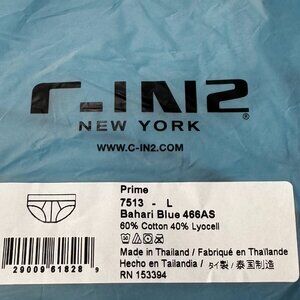 C-IN2®
NEW YORK
WWW.C-IN2.COM
Prime
7513 - L
Bahari Blue 466AS
60% Cotton 40% Lyocell
Made in Thailand / Fabriqué en Thaïlande
Hecho en Tailandia / タイ製 / 泰国制造
RN 153394
29009 61828 9